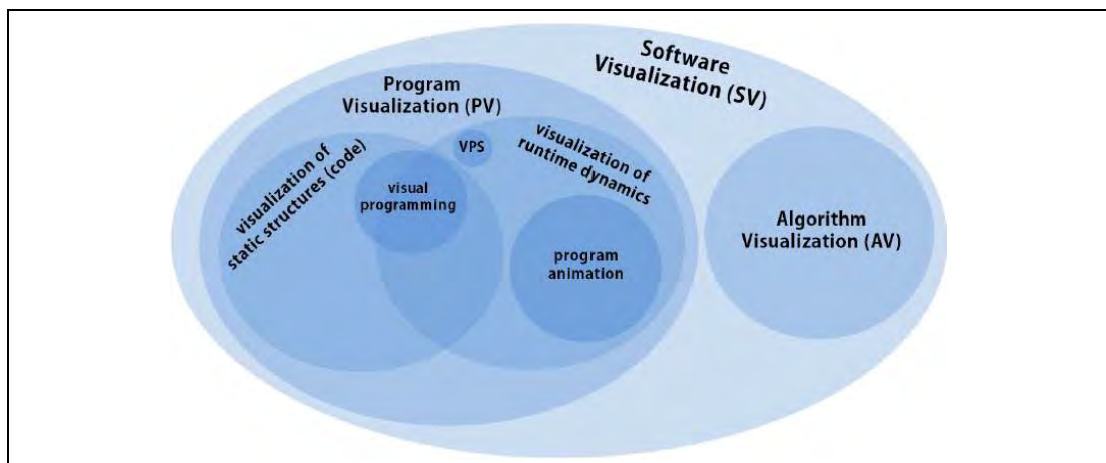 Software
Visualization (SV)
Program
Visualization (PV)
visualization of
static structures (code)
VPS
visualization of
runtime dynamics
visual
programming
program
animation
Algorithm
Visualization (AV)